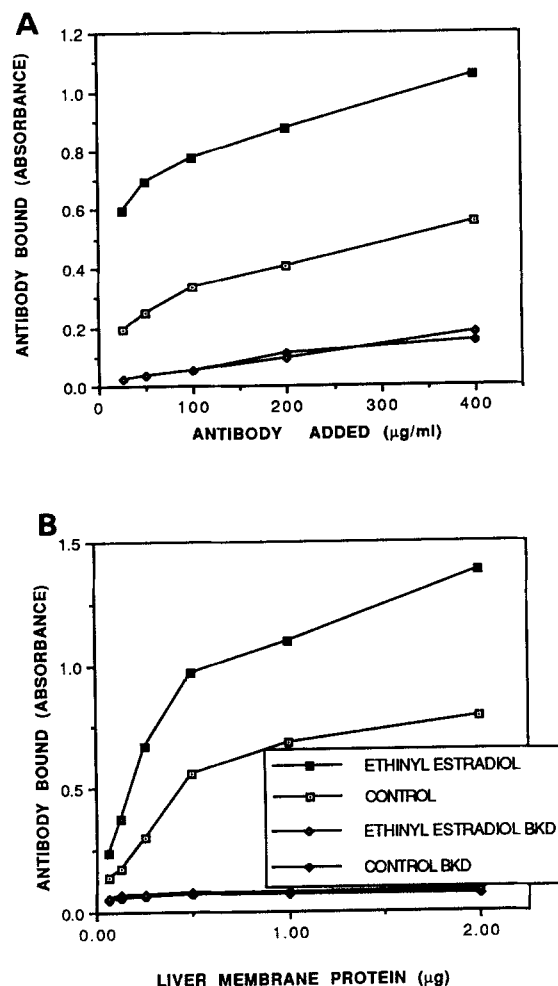 A
1.2
1.0
0.8
0.6
0.4
0.2
0.0
ANTIBODY BOUND (ABSORBANCE)
0
100
200
300
400
ANTIBODY ADDED (µg/ml)
B
1.5
1.0
0.5
0.0
ANTIBODY BOUND (ABSORBANCE)
ETHINYL ESTRADIOL
CONTROL
ETHINYL ESTRADIOL BKD
CONTROL BKD
0.00
1.00
2.00
LIVER MEMBRANE PROTEIN (µg)